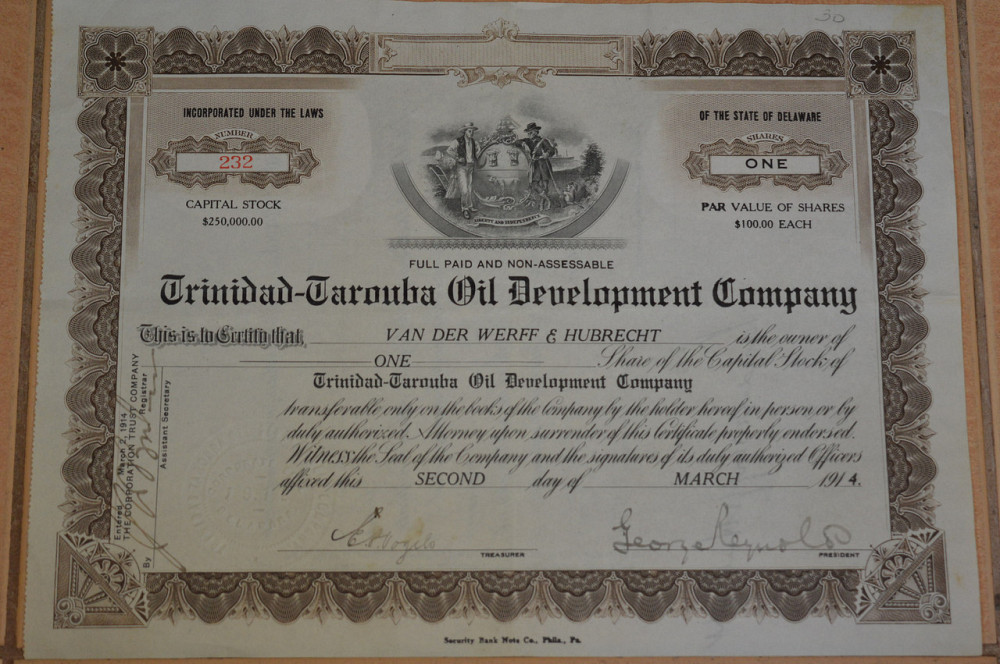 30
INCORPORATED UNDER THE LAWS
OF THE STATE OF DELAWARE
NUMBER
232
SHARES
ONE
CAPITAL STOCK
$250,000.00
PAR VALUE OF SHARES
$100.00 EACH
LIBERTY AND INDEPENDENCE
FULL PAID AND NON-ASSESSABLE
Trinidad-Tarouba Oil Development Company
This is to Certify that VAN DER WERFF & HUBRECHT is the owner of
ONE Share of the Capital Stock of
Trinidad-Tarouba Oil Development Company
transferable only on the books of the Company by the holder hereof in person or by
duly authorized Attorney upon surrender of this Certificate properly endorsed.
Witness the Seal of the Company and the signatures of its duly authorized Officers
affixed this SECOND day of MARCH 1914.
Entered March 2, 1914
THE CORPORATION TRUST COMPANY
Registrar
By
Assistant Secretary
TREASURER
George Reynolds
PRESIDENT
Security Bank Note Co., Phila., Pa.